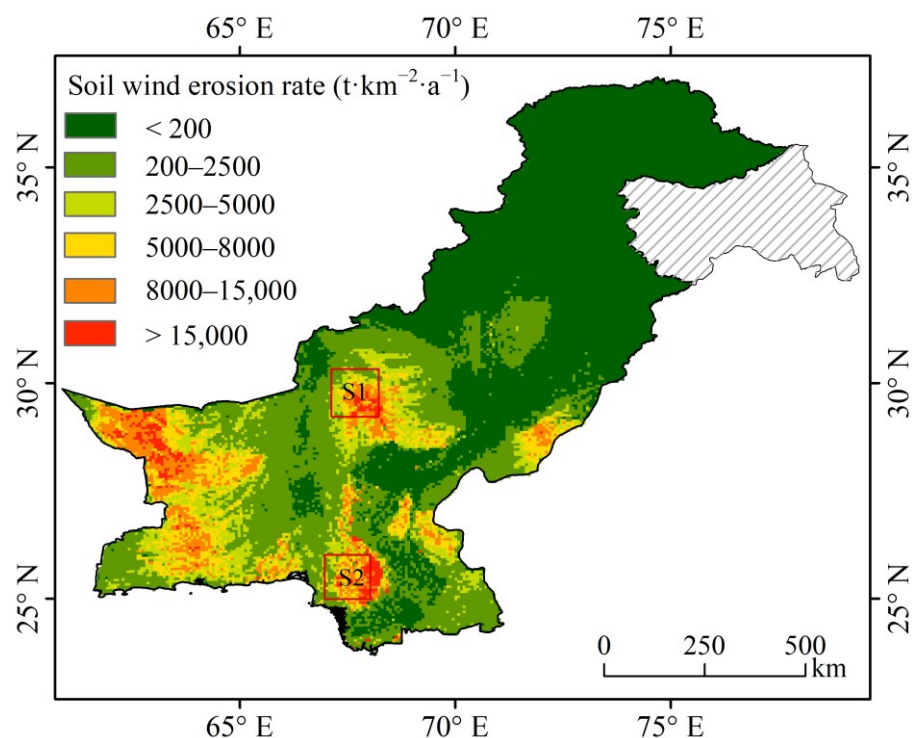 65° E 70° E 75° E
Soil wind erosion rate (t·km⁻²·a⁻¹)
< 200
200–2500
2500–5000
5000–8000
8000–15,000
> 15,000
35° N 35° N
30° N 30° N
25° N 25° N
S1
S2
0 250 500
km
65° E 70° E 75° E